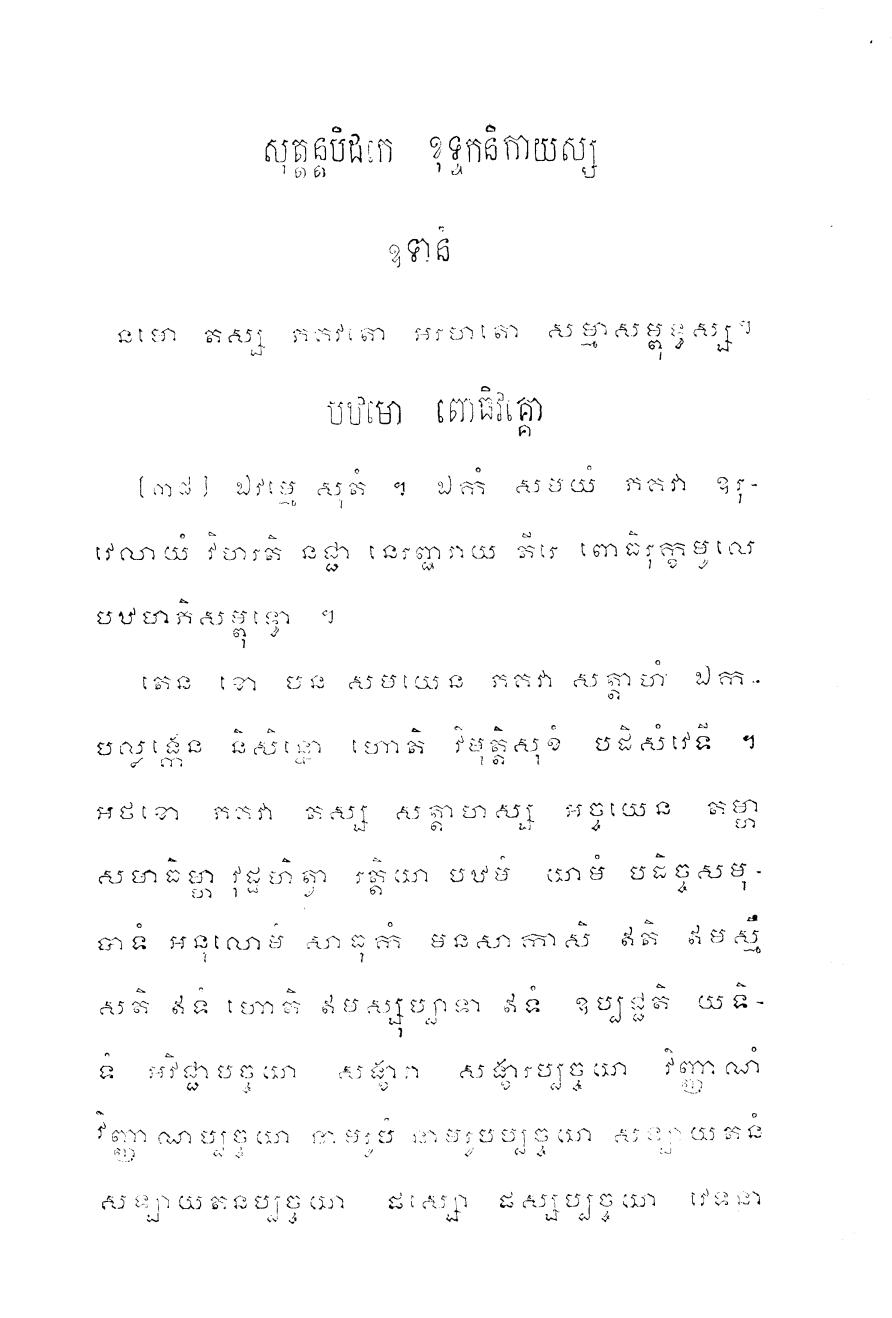 សុត្តន្តបិដកេ ខុទ្ទកនិកាយស្ស
ឧទានំ
នមោ តស្ស ភគវតោ អរហតោ សម្មាសម្ពុទ្ធស្ស។
បឋមោ ពោធិវគ្គោ
ឯវម្មេ សុតំ ។ ឯកំ សមយំ ភគវា ឧរុ-
វេលាយំ វិហរតិ នជ្ជា នេរញ្ជរាយ តីរេ ពោធិរុក្ខមូលេ
បឋមាភិសម្ពុទ្ធោ ។
តេន ខោ បន សមយេន ភគវា សត្តាហំ ឯក-
បល្លង្កេន និសិន្នោ ហោតិ វិមុត្តិសុខំ បដិសំវេទី ។
អថខោ ភគវា តស្ស សត្តាហស្ស អច្ចយេន តម្ហា
សមាធិម្ហា វុដ្ឋហិត្វា រត្តិយា បឋមំ យាមំ បដិច្ចសមុ-
បាទំ អនុលោមំ សាធុកំ មនសាកាសិ ឥតិ ឥមស្មឹ
សតិ ឥទំ ហោតិ ឥមស្សុប្បាទា ឥទំ ឧប្បជ្ជតិ យទិ-
ទំ អវិជ្ជាបច្ចយា សង្ខារា សង្ខារប្បច្ចយា វិញ្ញាណំ
វិញ្ញាណប្បច្ចយា នាមរូបំ នាមរូបប្បច្ចយា សឡាយតនំ
សឡាយតនប្បច្ចយា ផស្សោ ផស្សប្បច្ចយា វេទនា